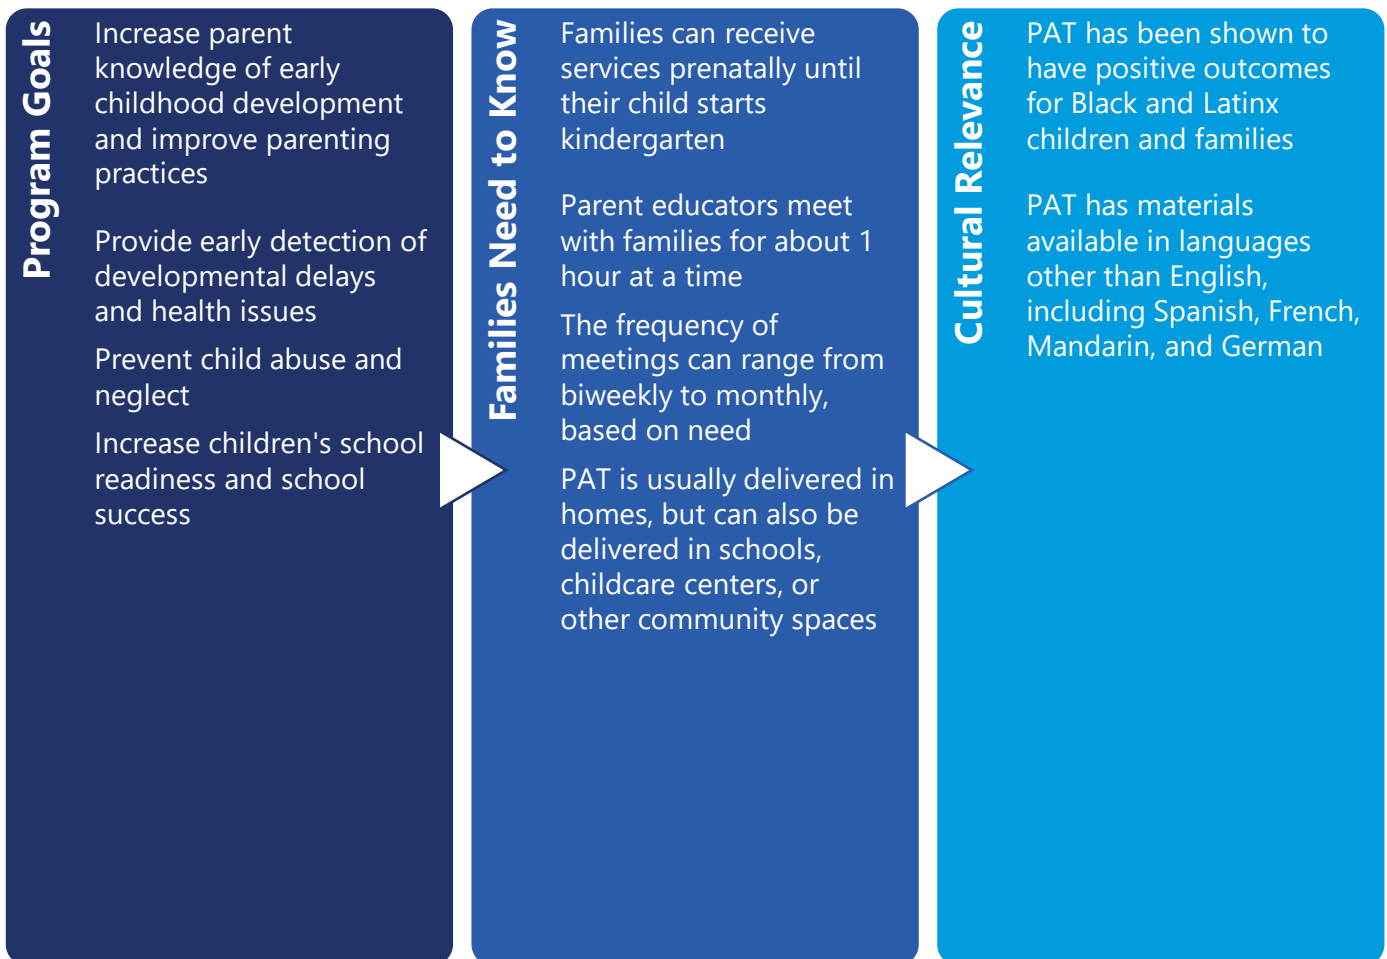 Program Goals
Increase parent
knowledge of early
childhood development
and improve parenting
practices
Provide early detection of
developmental delays
and health issues
Prevent child abuse and
neglect
Increase children's school
readiness and school
success
Families Need to Know
Families can receive
services prenatally until
their child starts
kindergarten
Parent educators meet
with families for about 1
hour at a time
The frequency of
meetings can range from
biweekly to monthly,
based on need
PAT is usually delivered in
homes, but can also be
delivered in schools,
childcare centers, or
other community spaces
Cultural Relevance
PAT has been shown to
have positive outcomes
for Black and Latinx
children and families
PAT has materials
available in languages
other than English,
including Spanish, French,
Mandarin, and German